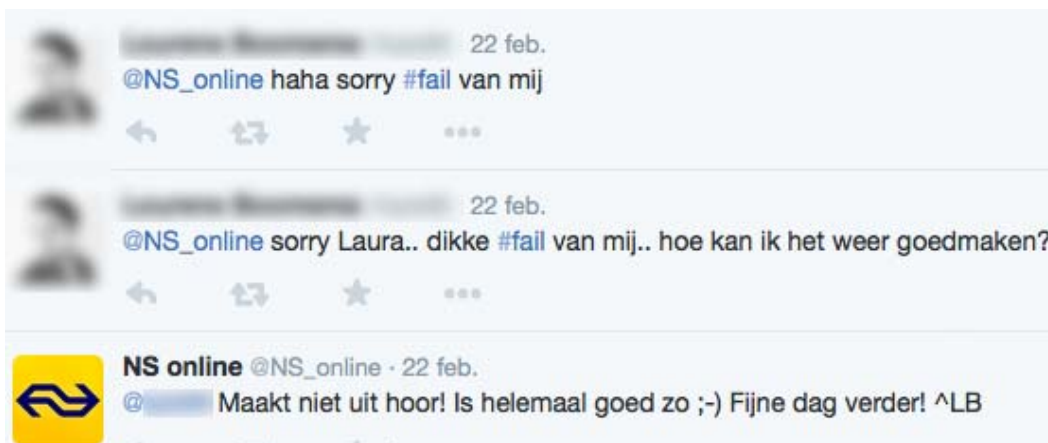 22 feb.
@NS_online haha sorry #fail van mij
22 feb.
@NS_online sorry Laura.. dikke #fail van mij.. hoe kan ik het weer goedmaken?
NS online @NS_online · 22 feb.
@ Maakt niet uit hoor! Is helemaal goed zo ;-) Fijne dag verder! ^LB